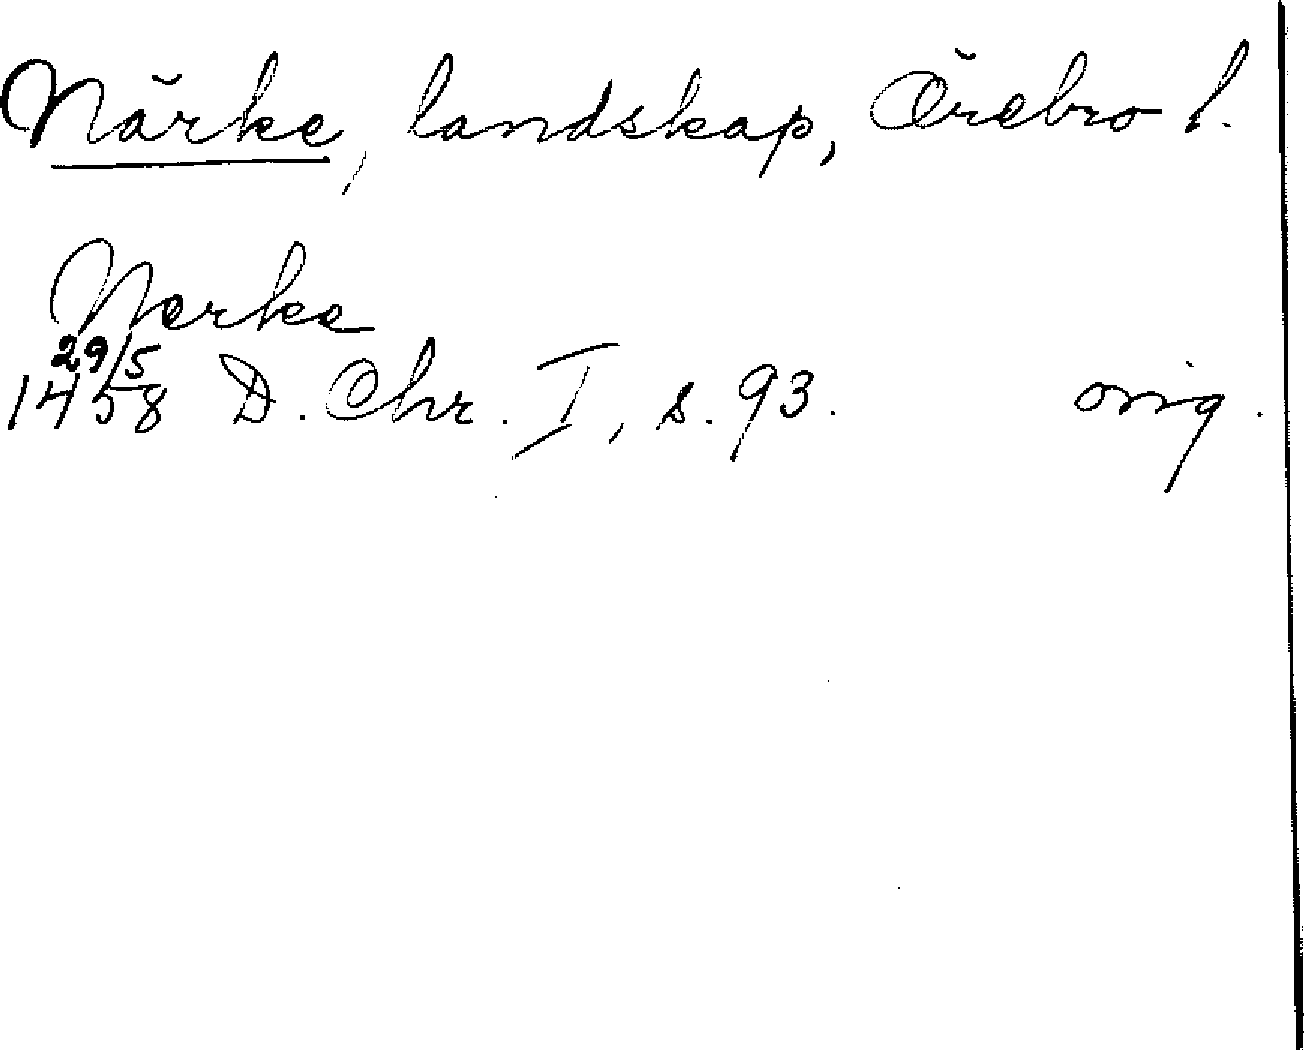 Närke, landskap, Örebro l.
Nerke
29/5
1458 D. Chr. I, s. 93. orig.